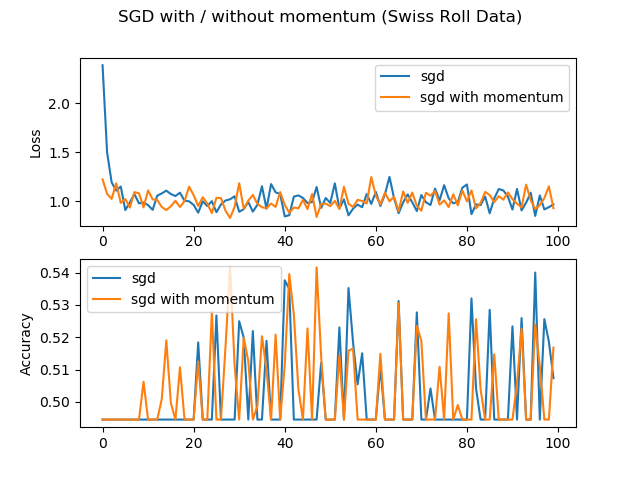 SGD with / without momentum (Swiss Roll Data)
Loss
2.0
1.5
1.0
sgd
sgd with momentum
0 20 40 60 80 100
Accuracy
0.54
0.53
0.52
0.51
0.50
sgd
sgd with momentum
0 20 40 60 80 100